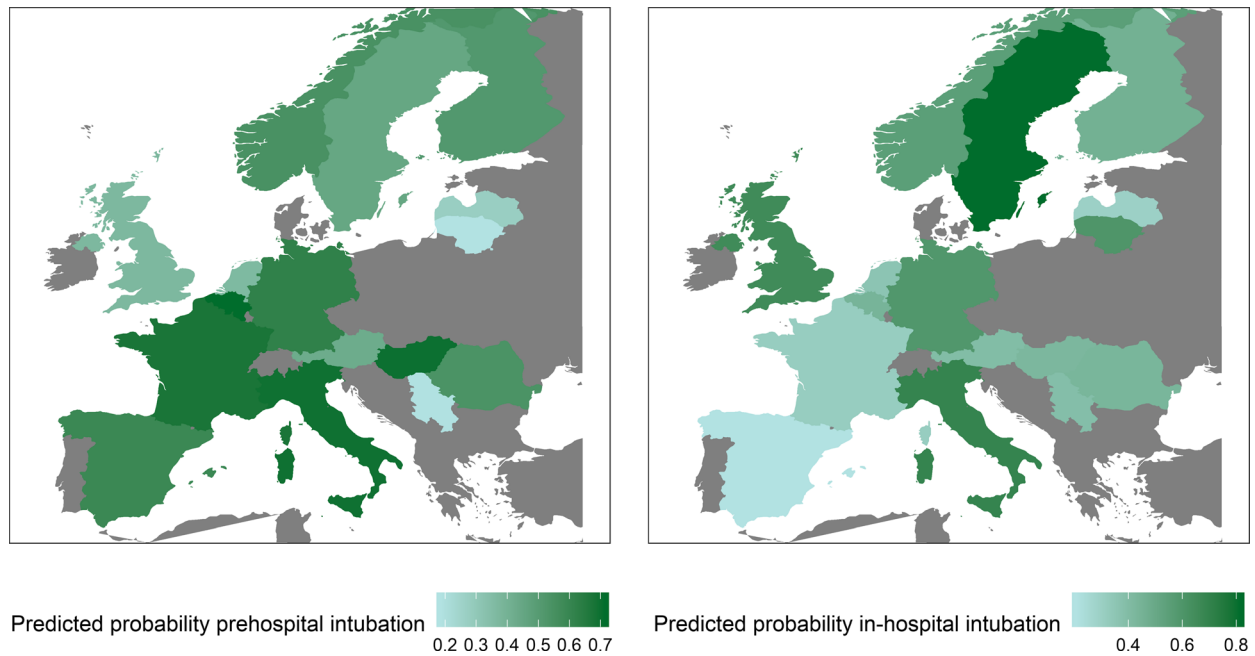 Predicted probability prehospital intubation
0.2 0.3 0.4 0.5 0.6 0.7
Predicted probability in-hospital intubation
0.4 0.6 0.8